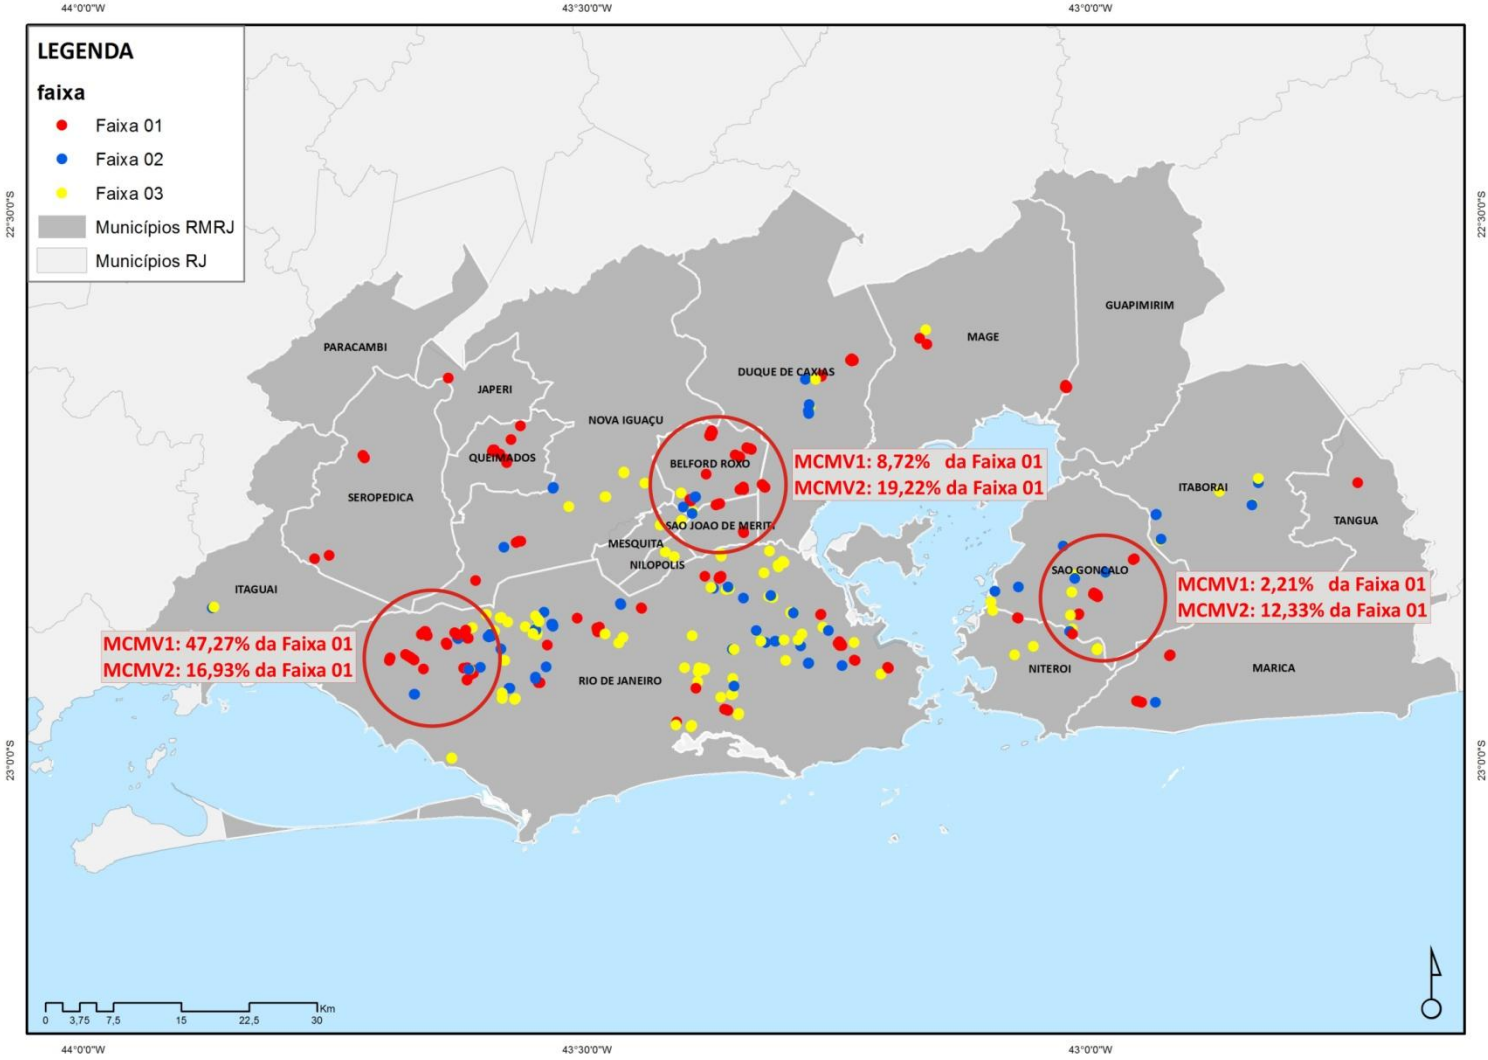 44°0'0"W
43°30'0"W
43°0'0"W
LEGENDA
faixa
Faixa 01
Faixa 02
Faixa 03
Municípios RMRJ
Municípios RJ
22°30'0"S
22°30'0"S
GUAPIMIRIM
MAGE
PARACAMBI
DUQUE DE CAXIAS
JAPERI
NOVA IGUAÇU
QUEIMADOS
BELFORD ROXO
MCMV1: 8,72% da Faixa 01
MCMV2: 19,22% da Faixa 01
SEROPEDICA
ITABORAI
TANGUA
SAO JOAO DE MERIT.
MESQUITA
NILOPOLIS
SAO GONCALO
ITAGUAI
MCMV1: 2,21% da Faixa 01
MCMV2: 12,33% da Faixa 01
MCMV1: 47,27% da Faixa 01
MCMV2: 16,93% da Faixa 01
RIO DE JANEIRO
NITEROI
MARICA
23°0'0"S
23°0'0"S
Km
0 3,75 7,5 15 22,5 30
44°0'0"W
43°30'0"W
43°0'0"W